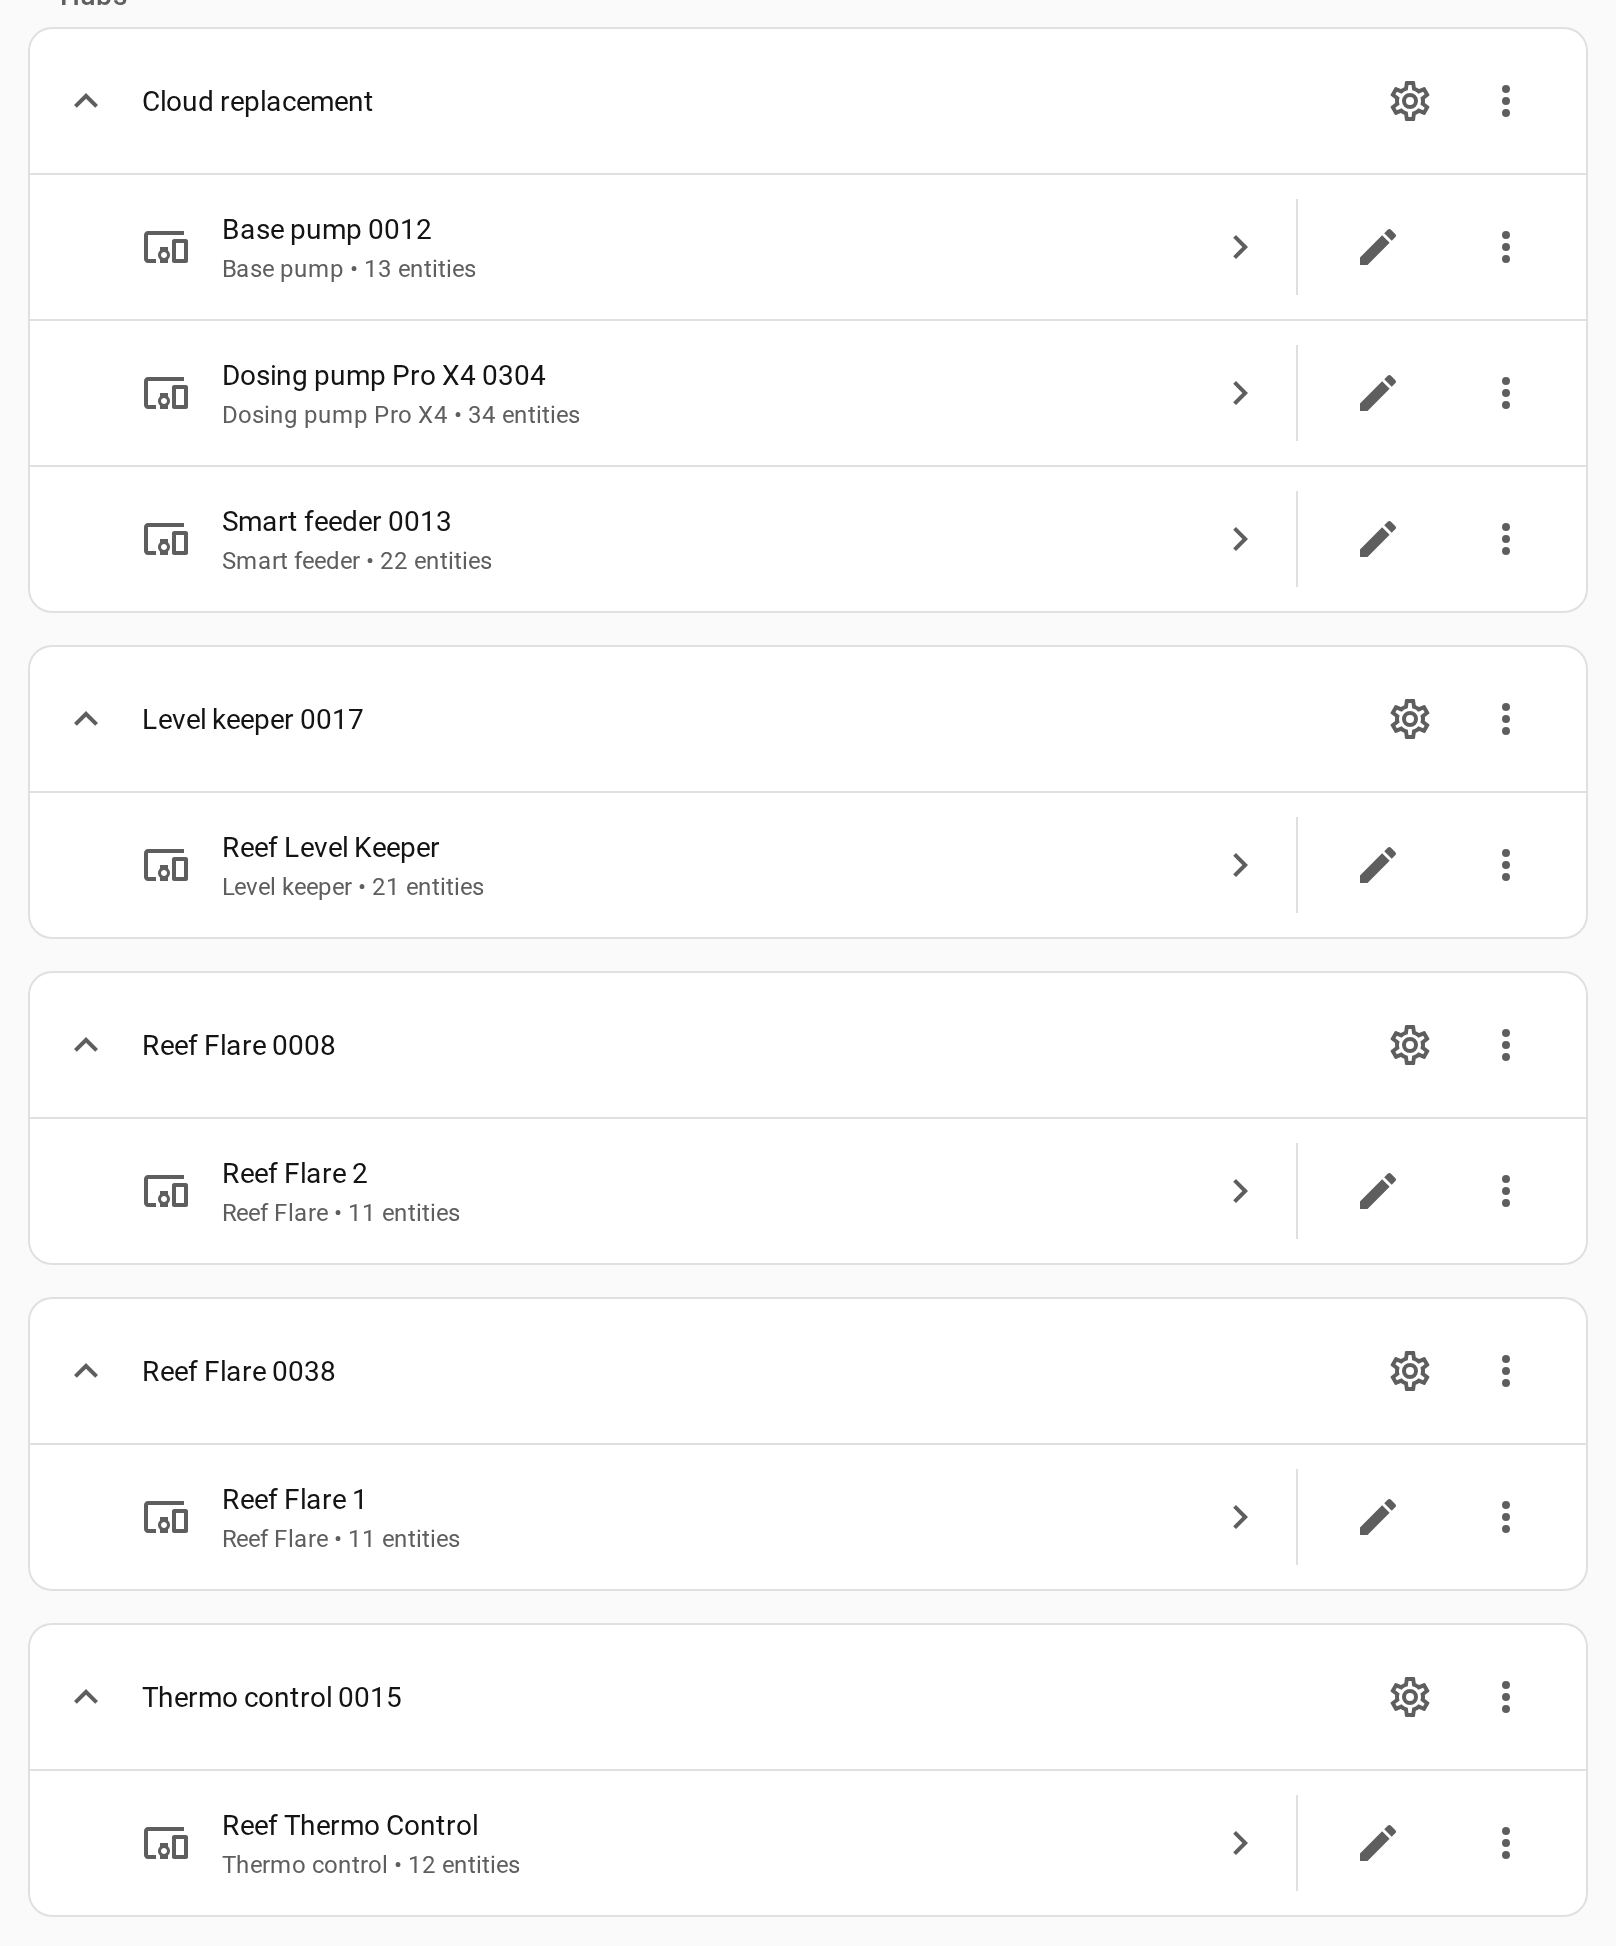 Hubs
Cloud replacement
Base pump 0012
Base pump • 13 entities
Dosing pump Pro X4 0304
Dosing pump Pro X4 • 34 entities
Smart feeder 0013
Smart feeder • 22 entities
Level keeper 0017
Reef Level Keeper
Level keeper • 21 entities
Reef Flare 0008
Reef Flare 2
Reef Flare • 11 entities
Reef Flare 0038
Reef Flare 1
Reef Flare • 11 entities
Thermo control 0015
Reef Thermo Control
Thermo control • 12 entities